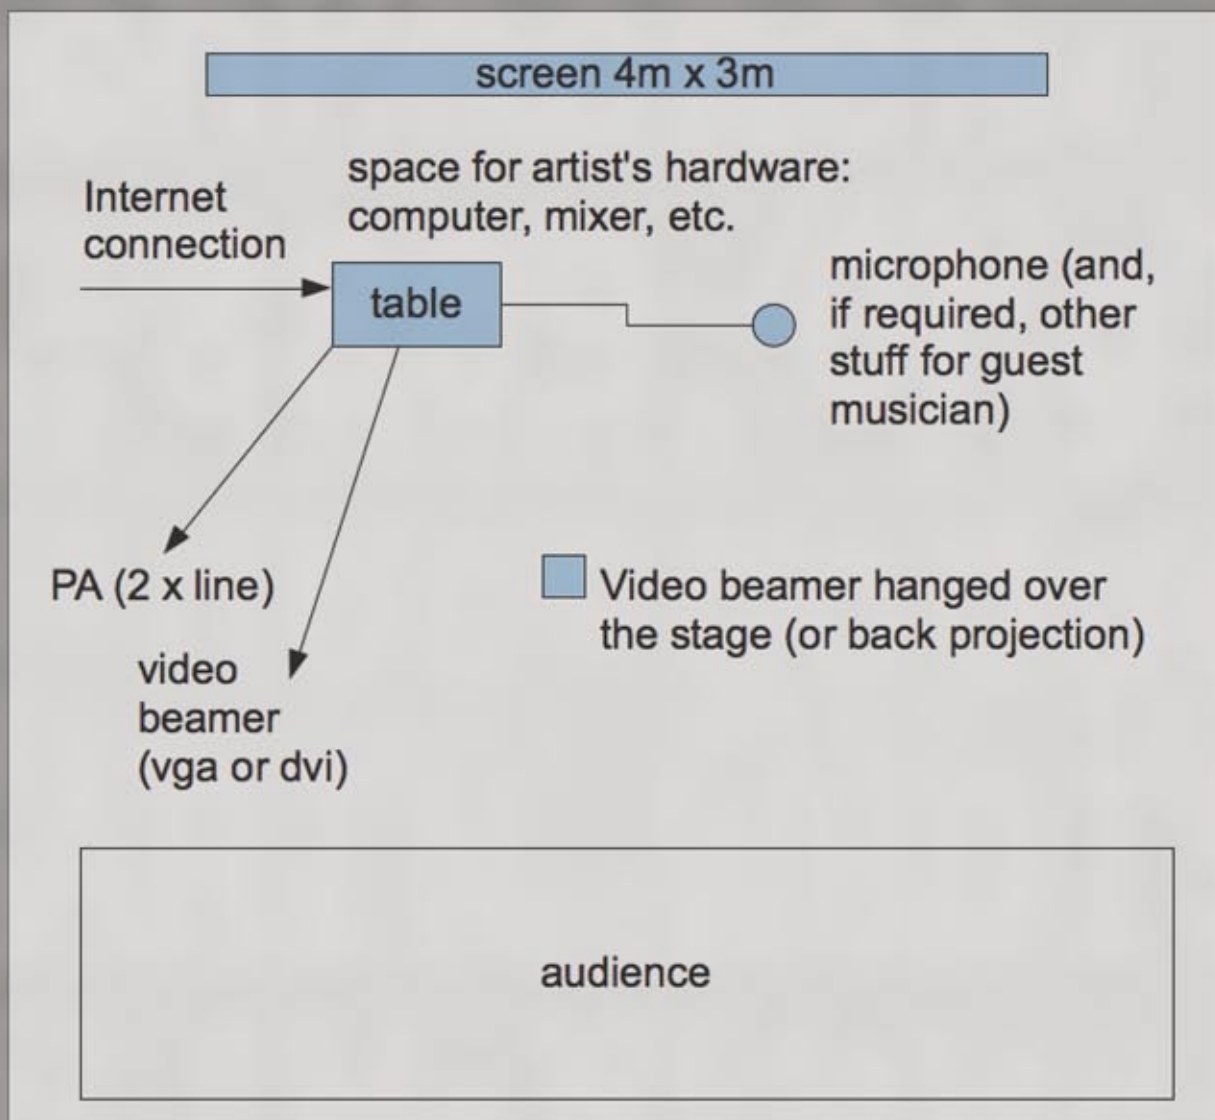 screen 4m x 3m
space for artist's hardware:
computer, mixer, etc.
Internet
connection
table
microphone (and,
if required, other
stuff for guest
musician)
PA (2 x line)
Video beamer hanged over
the stage (or back projection)
video
beamer
(vga or dvi)
audience